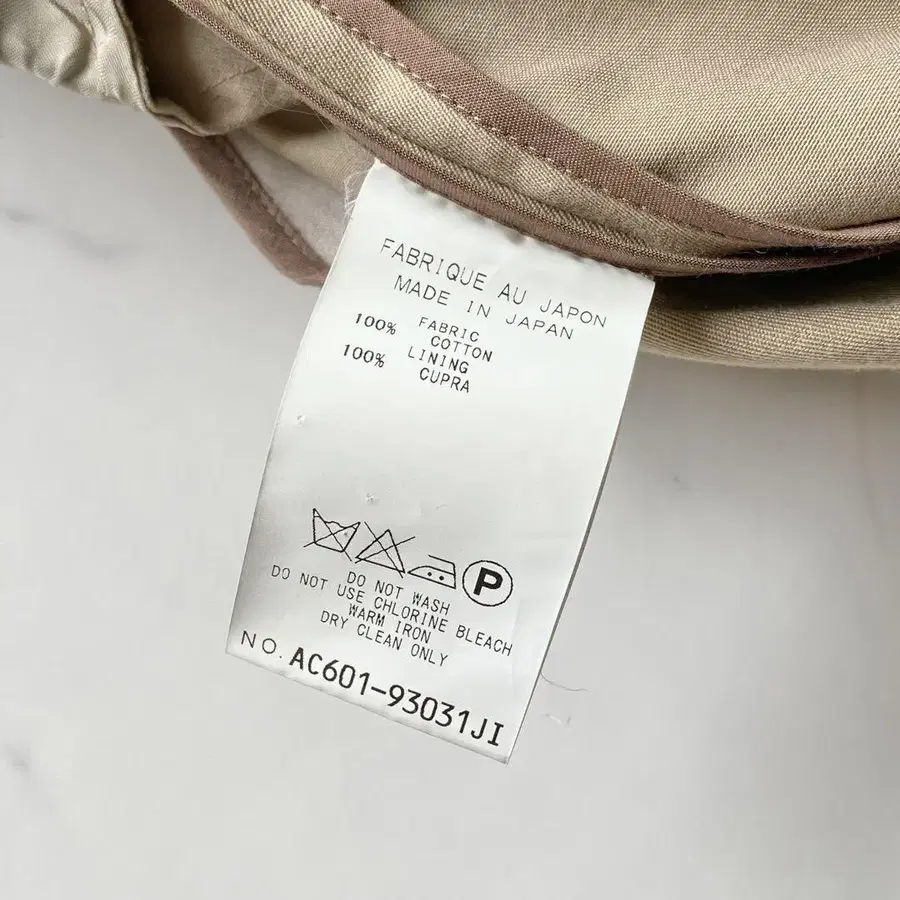 FABRIQUE AU JAPON
MADE IN JAPAN
FABRIC
100% COTTON
LINING
100% CUPRA
P
DO NOT WASH
DO NOT USE CHLORINE BLEACH
WARM IRON
DRY CLEAN ONLY
NO. AC601-93031JI